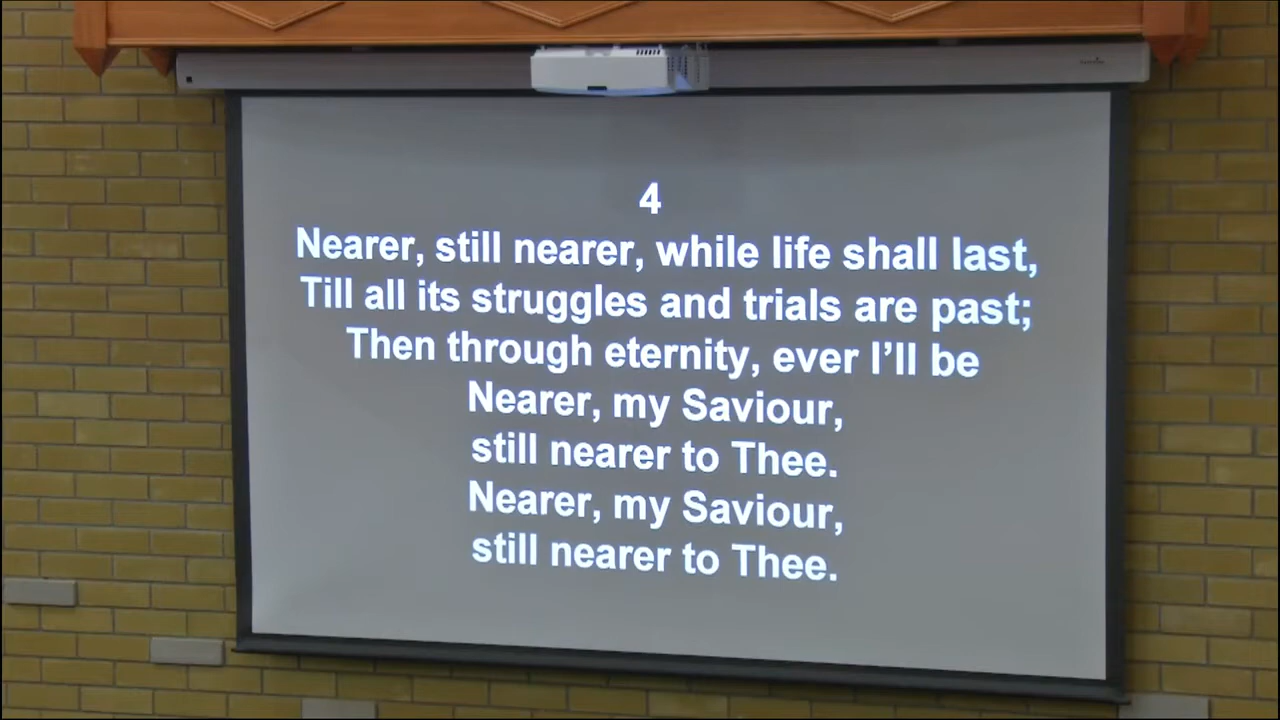 4
Nearer, still nearer, while life shall last,
Till all its struggles and trials are past;
Then through eternity, ever I'll be
Nearer, my Saviour,
still nearer to Thee.
Nearer, my Saviour,
still nearer to Thee.